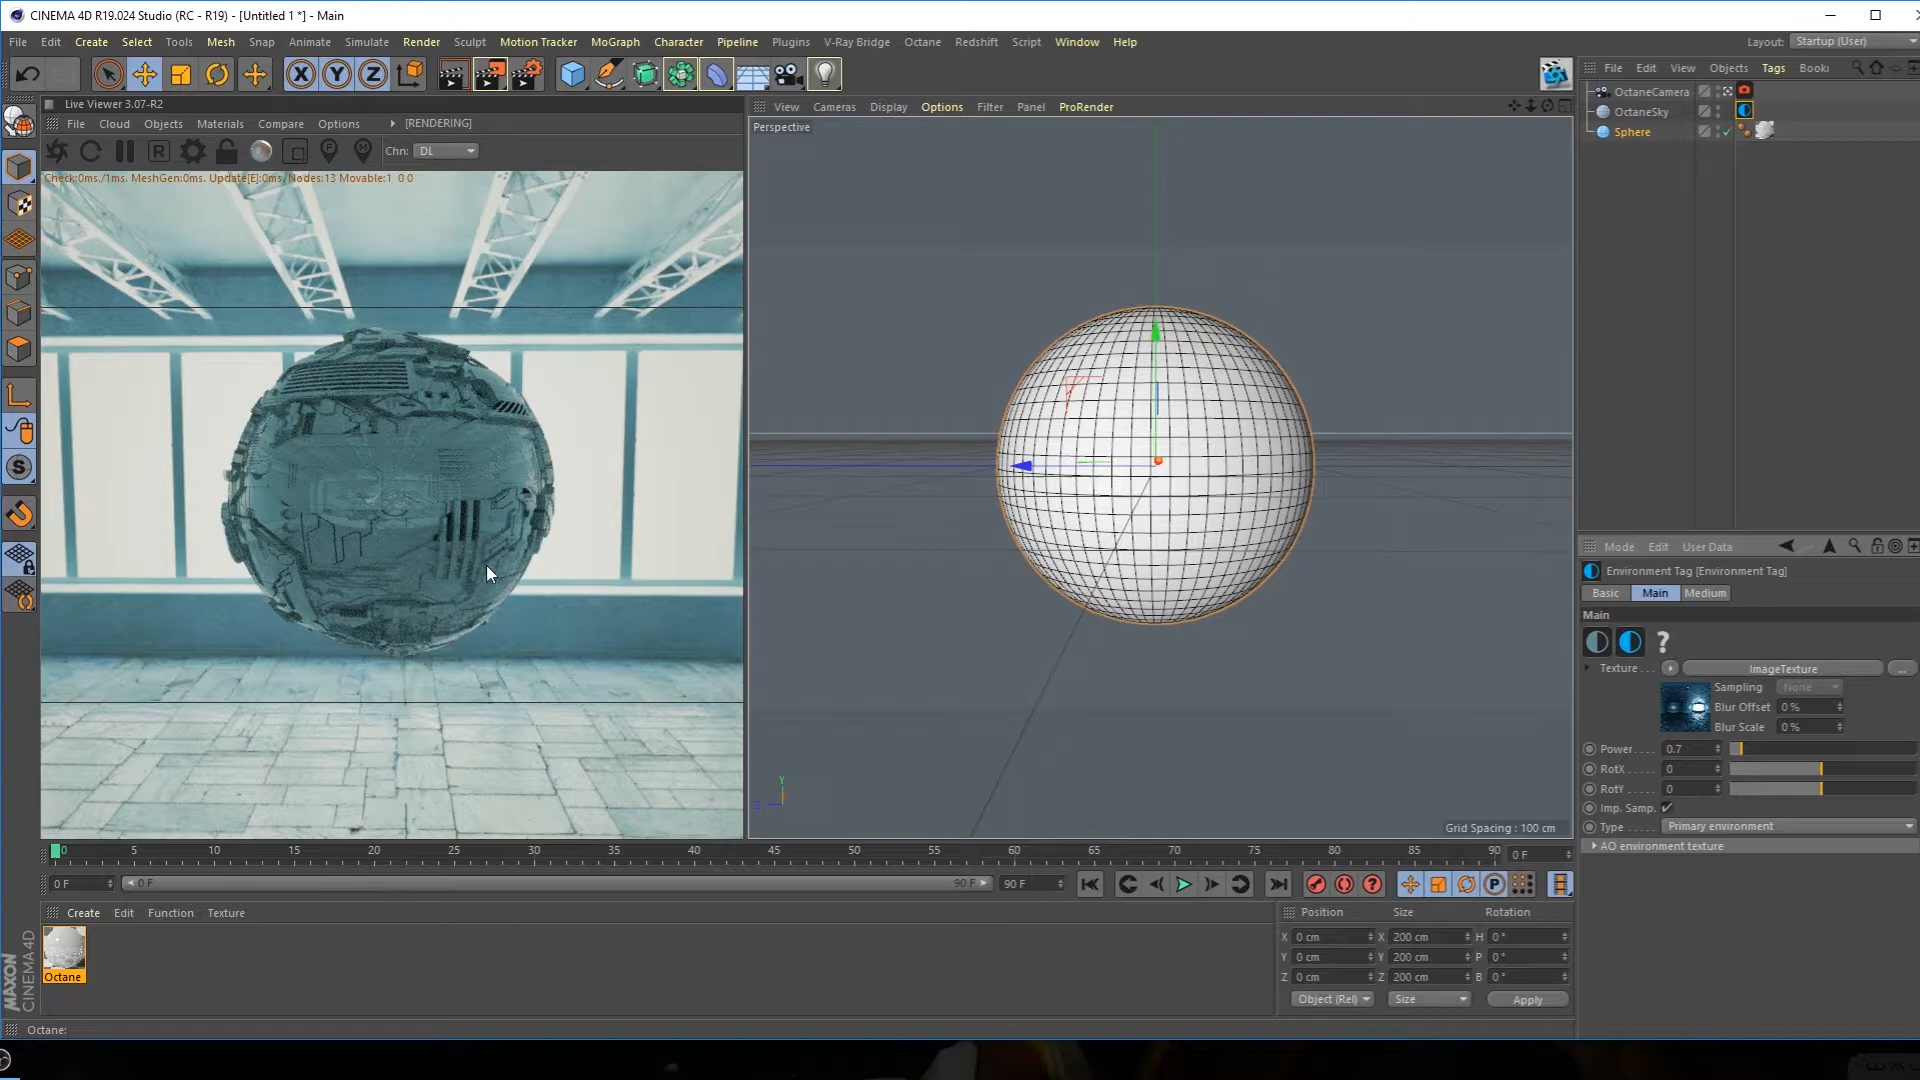 CINEMA 4D R19.024 Studio (RC - R19) - [Untitled 1 *] - Main
File Edit Create Select Tools Mesh Snap Animate Simulate Render Sculpt Motion Tracker MoGraph Character Pipeline Plugins V-Ray Bridge Octane Redshift Script Window Help
Layout: Startup (User)
X Y Z
File Edit View Objects Tags
OctaneCamera
OctaneSky
Sphere
Live Viewer 3.07-R2
File Cloud Objects Materials Compare Options [RENDERING]
R F M Chn: DL
Check:0ms./1ms. MeshGen:0ms. Update[E]:0ms. Nodes:13 Movable:1 0 0
View Cameras Display Options Filter Panel ProRender
Perspective
Y
Grid Spacing : 100 cm
S
Mode Edit User Data
Environment Tag [Environment Tag]
Basic Main Medium
Main
?
Texture . . . . ImageTexture ...
Sampling None
Blur Offset 0 %
Blur Scale 0 %
Power . . . . 0.7
RotX . . . . . 0
RotY . . . . . 0
Imp. Samp.
Type . . . . . Primary environment
AO environment texture
0 5 10 15 20 25 30 35 40 45 50 55 60 65 70 75 80 85 90 0 F
0 F 0 F 90 F 90 F ? P
Create Edit Function Texture
Octane
Position Size Rotation
X 0 cm X 200 cm H 0 °
Y 0 cm Y 200 cm P 0 °
Z 0 cm Z 200 cm B 0 °
Object (Rel) Size Apply
MAXON
CINEMA 4D
Octane: